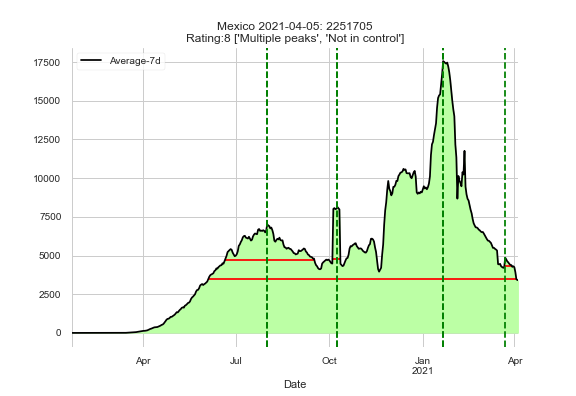 Mexico 2021-04-05: 2251705
Rating:8 ['Multiple peaks', 'Not in control']
Average-7d
17500
15000
12500
10000
7500
5000
2500
0
Apr
Jul
Oct
Jan
2021
Apr
Date